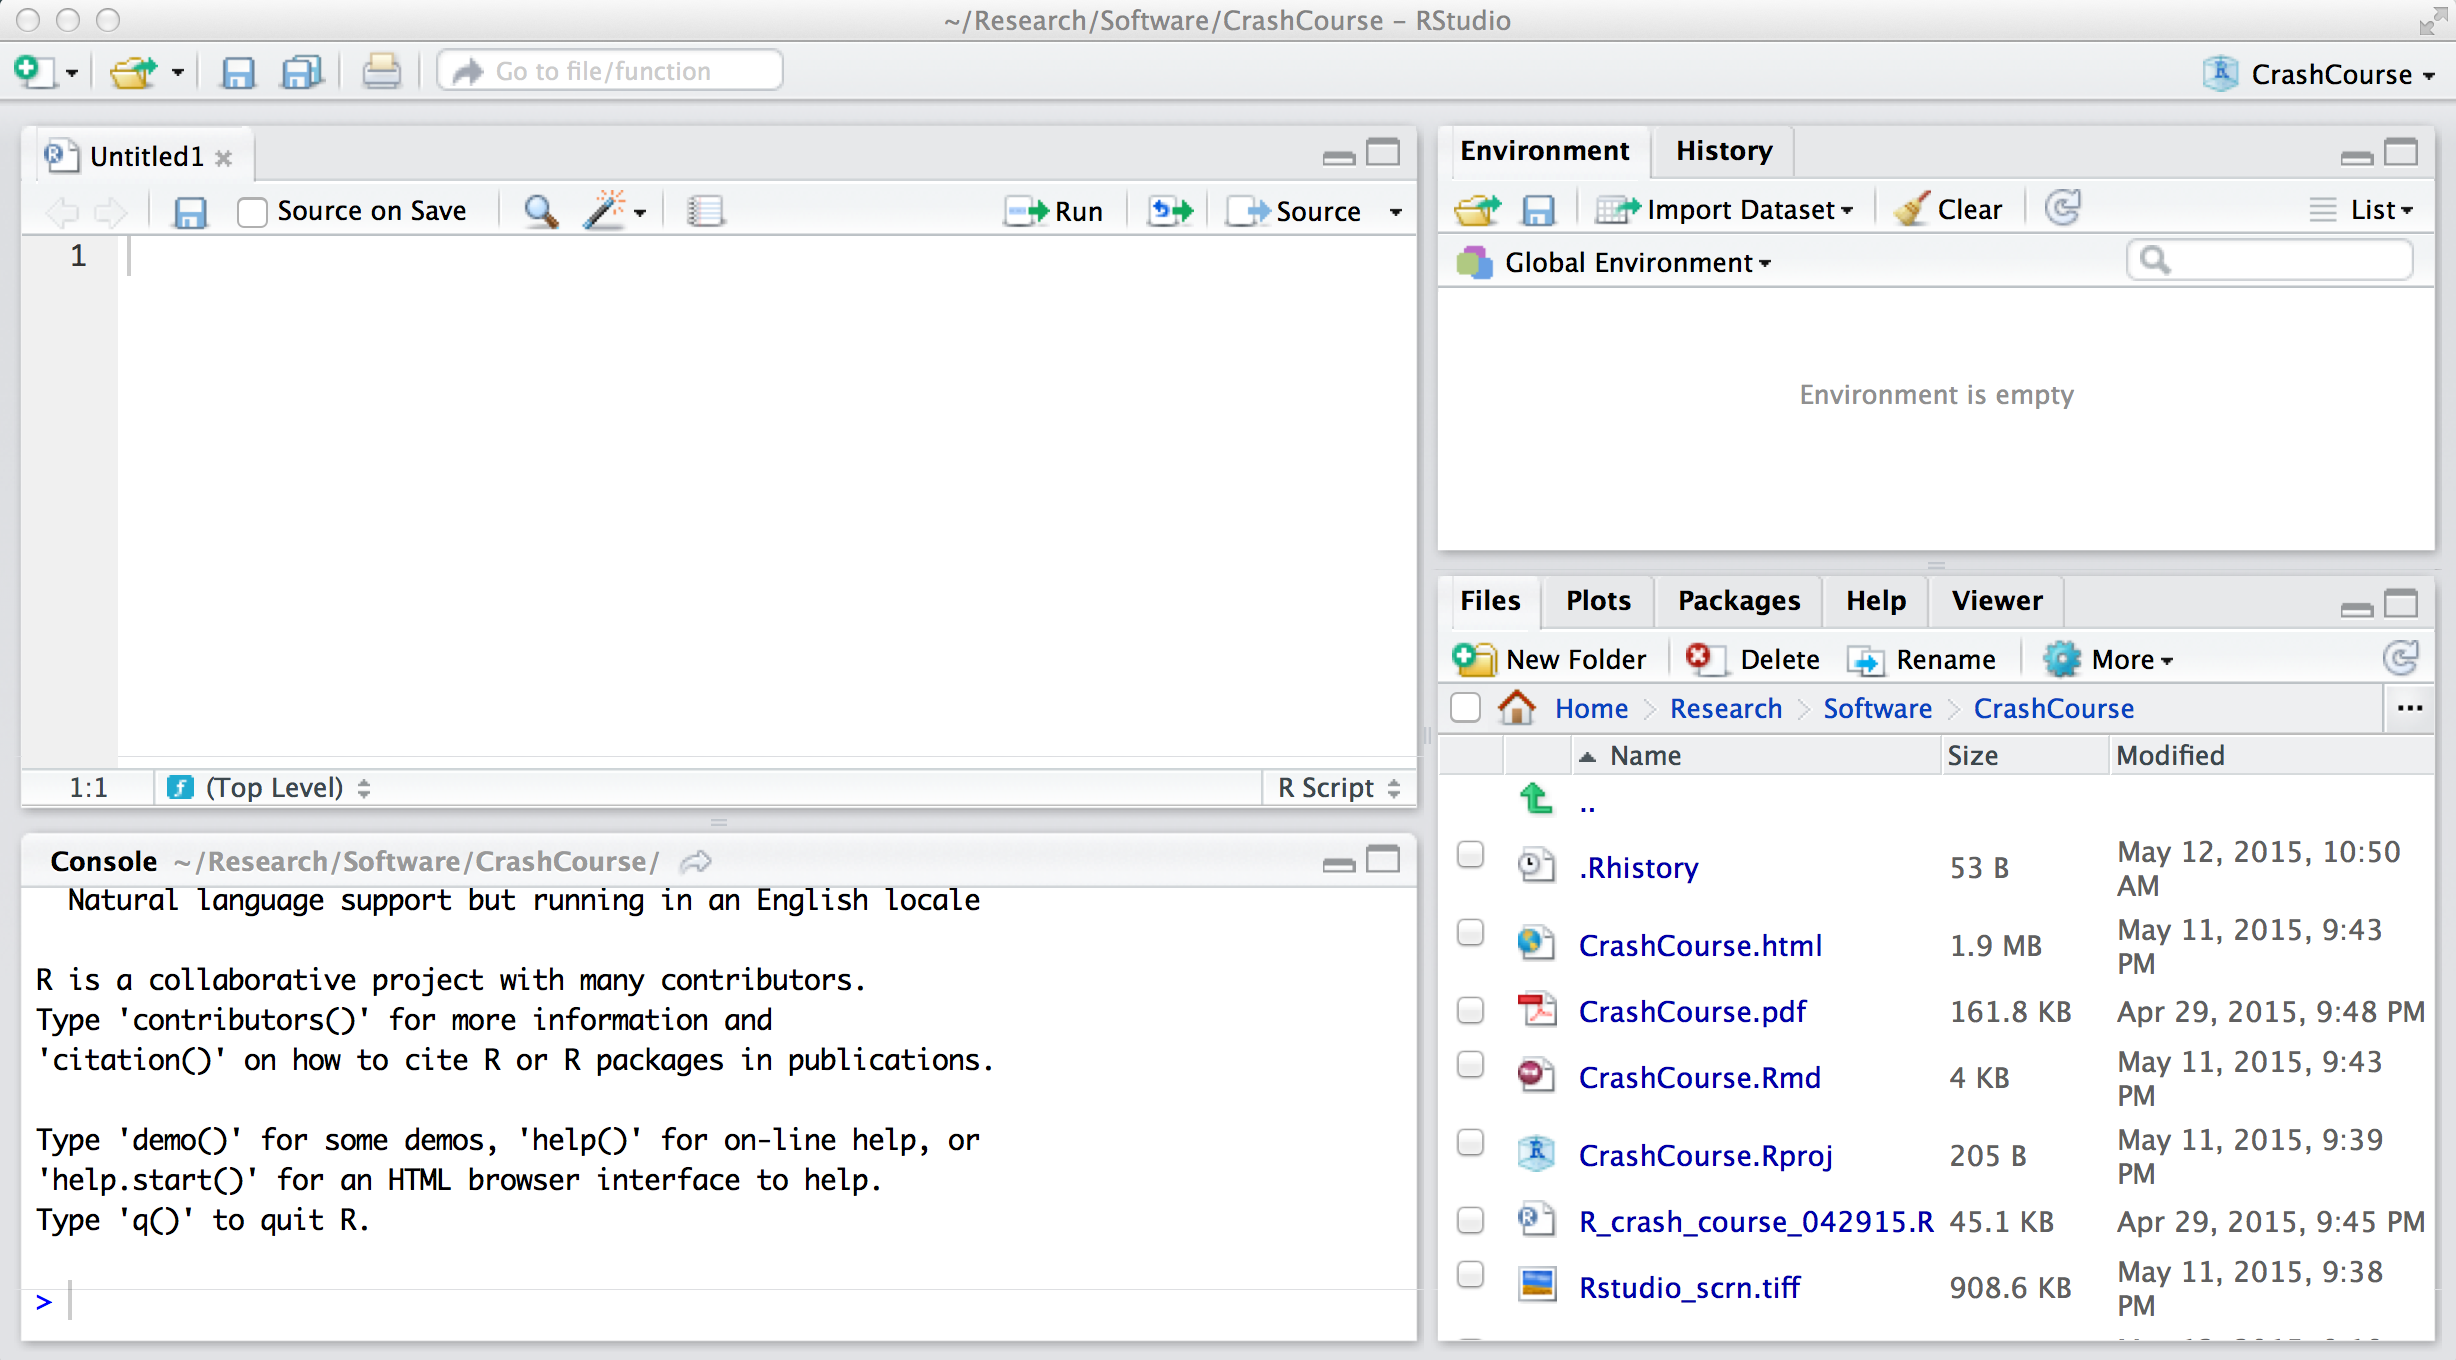 ~/Research/Software/CrashCourse – RStudio
Go to file/function
CrashCourse
Untitled1
Source on Save
Run
Source
1
1:1
(Top Level)
R Script
Console ~/Research/Software/CrashCourse/
Natural language support but running in an English locale
R is a collaborative project with many contributors.
Type 'contributors()' for more information and
'citation()' on how to cite R or R packages in publications.
Type 'demo()' for some demos, 'help()' for on-line help, or
'help.start()' for an HTML browser interface to help.
Type 'q()' to quit R.
>
Environment History
Import Dataset Clear List
Global Environment
Environment is empty
Files Plots Packages Help Viewer
New Folder Delete Rename More
Home Research Software CrashCourse ...
Name Size Modified
..
.Rhistory 53 B May 12, 2015, 10:50 AM
CrashCourse.html 1.9 MB May 11, 2015, 9:43 PM
CrashCourse.pdf 161.8 KB Apr 29, 2015, 9:48 PM
CrashCourse.Rmd 4 KB May 11, 2015, 9:43 PM
CrashCourse.Rproj 205 B May 11, 2015, 9:39 PM
R_crash_course_042915.R 45.1 KB Apr 29, 2015, 9:45 PM
Rstudio_scrn.tiff 908.6 KB May 11, 2015, 9:38 PM